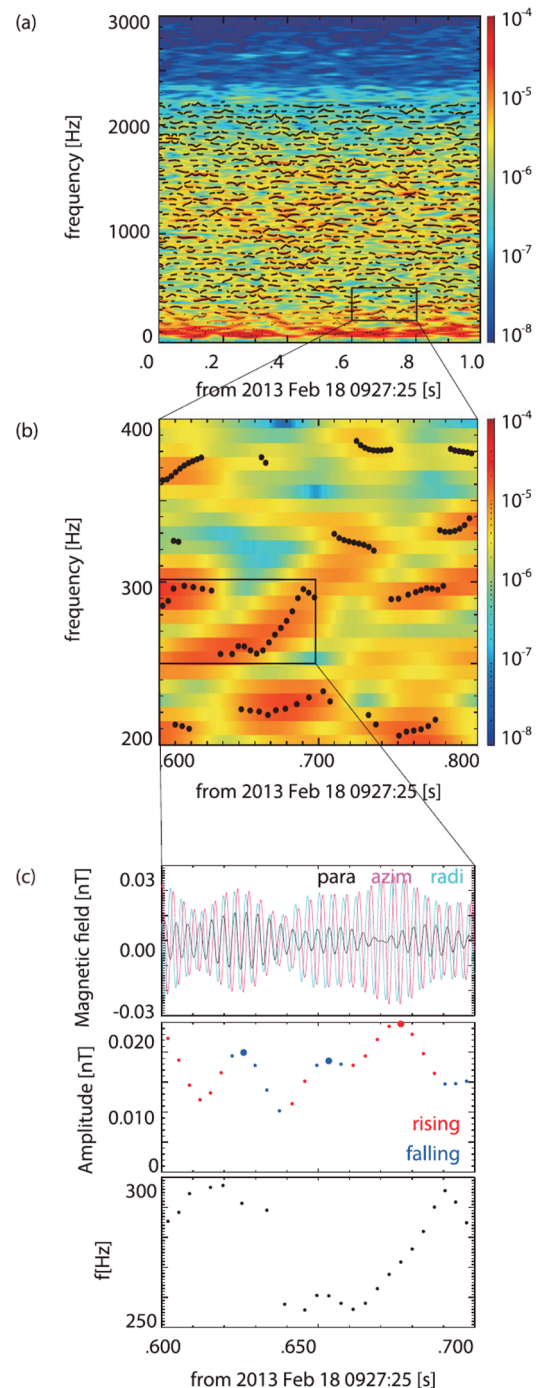 (a)
3000
2000
1000
0
frequency [Hz]
.0 .2 .4 .6 .8 1.0
from 2013 Feb 18 0927:25 [s]
10-4
10-5
10-6
10-7
10-8
(b)
400
300
200
frequency [Hz]
.600 .700 .800
from 2013 Feb 18 0927:25 [s]
10-4
10-5
10-6
10-7
10-8
(c)
para azim radi
0.03
0.00
-0.03
Magnetic field [nT]
0.020
0.010
0
Amplitude [nT]
rising
falling
300
250
f[Hz]
.600 .650 .700
from 2013 Feb 18 0927:25 [s]